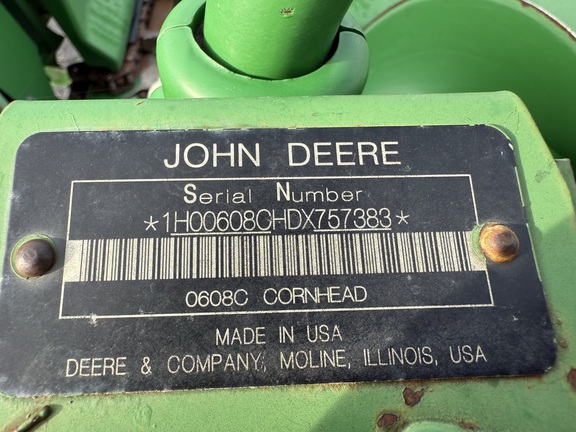 JOHN DEERE
Serial Number
*1H00608CHDX757383*
0608C CORNHEAD
MADE IN USA
DEERE & COMPANY, MOLINE, ILLINOIS, USA